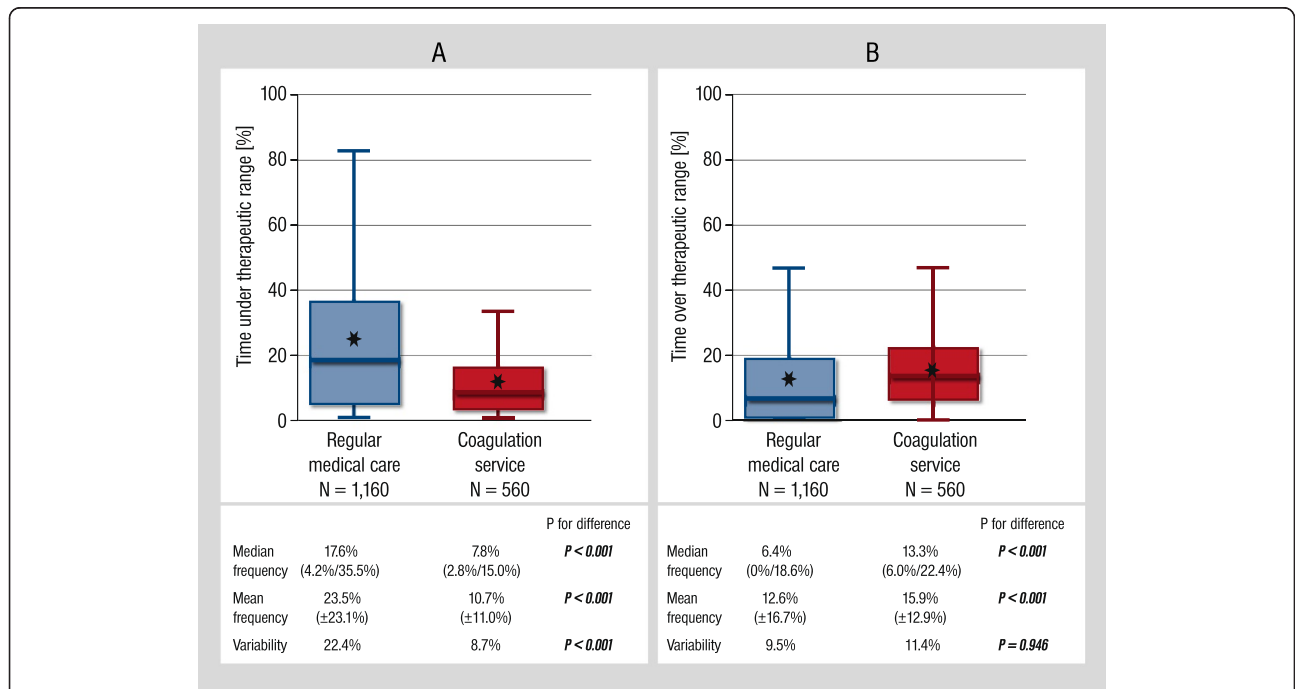 A
Time under therapeutic range [%]
100
80
60
40
20
0
Regular
medical care
N = 1,160
Coagulation
service
N = 560
P for difference
Median 17.6% 7.8% P < 0.001
frequency (4.2%/35.5%) (2.8%/15.0%)
Mean 23.5% 10.7% P < 0.001
frequency (±23.1%) (±11.0%)
Variability 22.4% 8.7% P < 0.001
B
Time over therapeutic range [%]
100
80
60
40
20
0
Regular
medical care
N = 1,160
Coagulation
service
N = 560
P for difference
Median 6.4% 13.3% P < 0.001
frequency (0%/18.6%) (6.0%/22.4%)
Mean 12.6% 15.9% P < 0.001
frequency (±16.7%) (±12.9%)
Variability 9.5% 11.4% P = 0.946